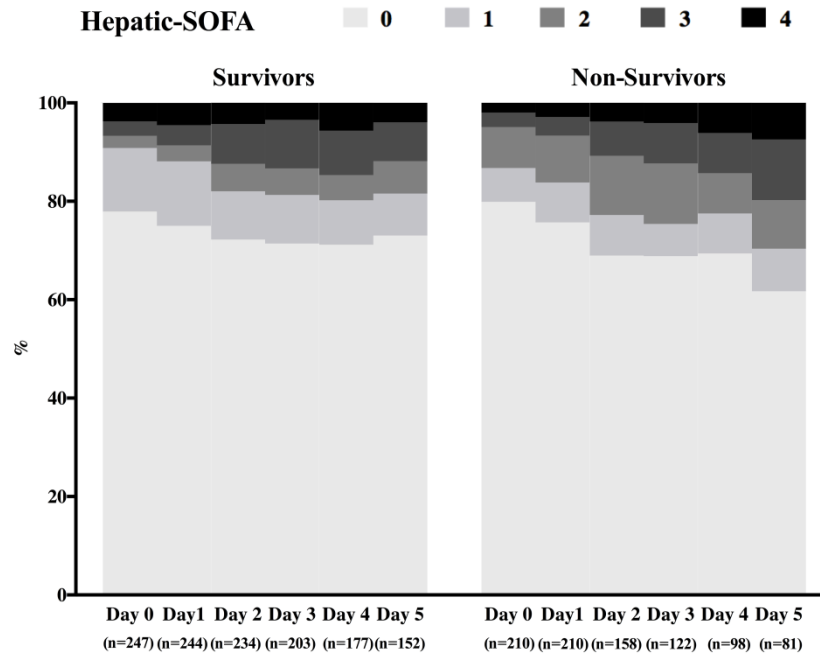 Hepatic-SOFA 0 1 2 3 4
Survivors Non-Survivors
100
80
60
40
20
0
%
Day 0 Day1 Day 2 Day 3 Day 4 Day 5 Day 0 Day1 Day 2 Day 3 Day 4 Day 5
(n=247) (n=244) (n=234) (n=203) (n=177) (n=152) (n=210) (n=210) (n=158) (n=122) (n=98) (n=81)